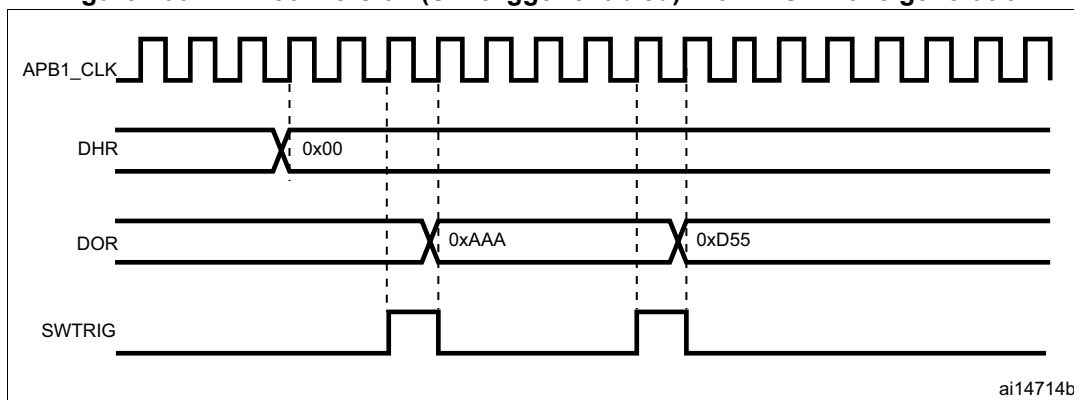 APB1_CLK
DHR
0x00
DOR
0xAAA
0xD55
SWTRIG
ai14714b